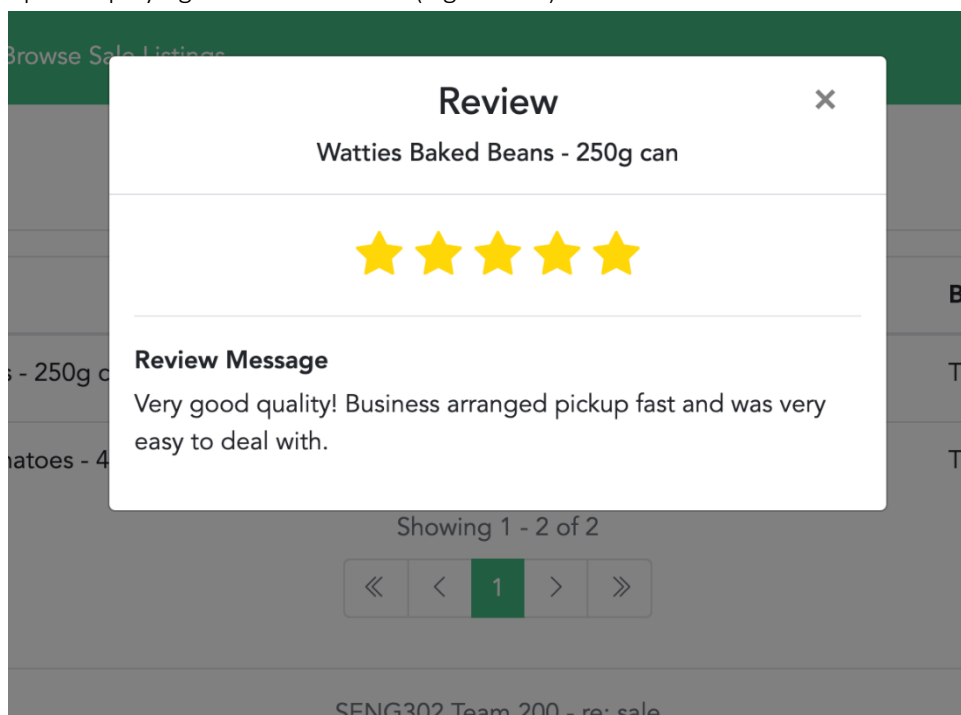 Browse Sale Listings
Review
×
Watties Baked Beans - 250g can
B
Review Message
- 250g c
T
Very good quality! Business arranged pickup fast and was very
easy to deal with.
atoes - 4
T
Showing 1 - 2 of 2
« < 1 > »
SENG302 Team 200 - re: sale